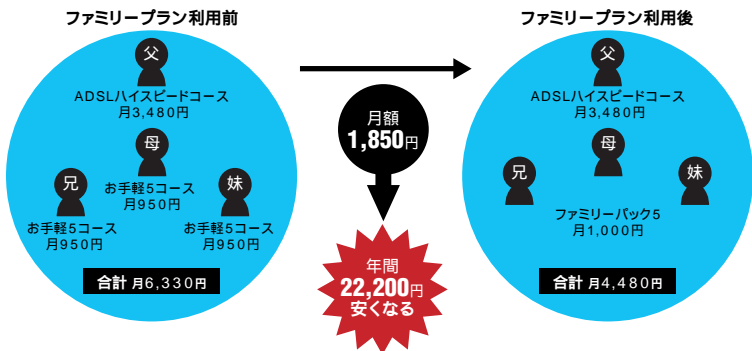 ファミリープラン利用前
父
ADSLハイスピードコース
月3,480円
母
お手軽5コース
月950円
兄
お手軽5コース
月950円
妹
お手軽5コース
月950円
合計 月6,330円
月額
1,850円
年間
22,200円
安くなる
ファミリープラン利用後
父
ADSLハイスピードコース
月3,480円
母
兄
妹
ファミリーパック5
月1,000円
合計 月4,480円